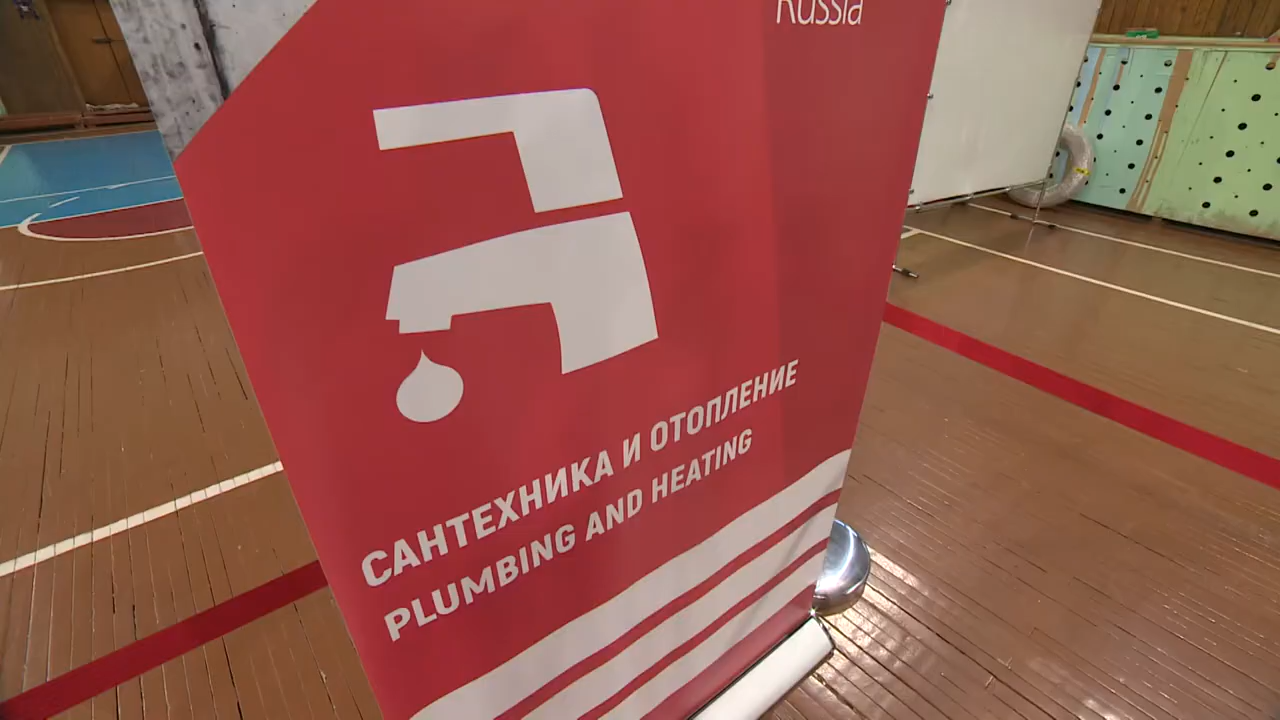 Russia
САНТЕХНИКА И ОТОПЛЕНИЕ
PLUMBING AND HEATING